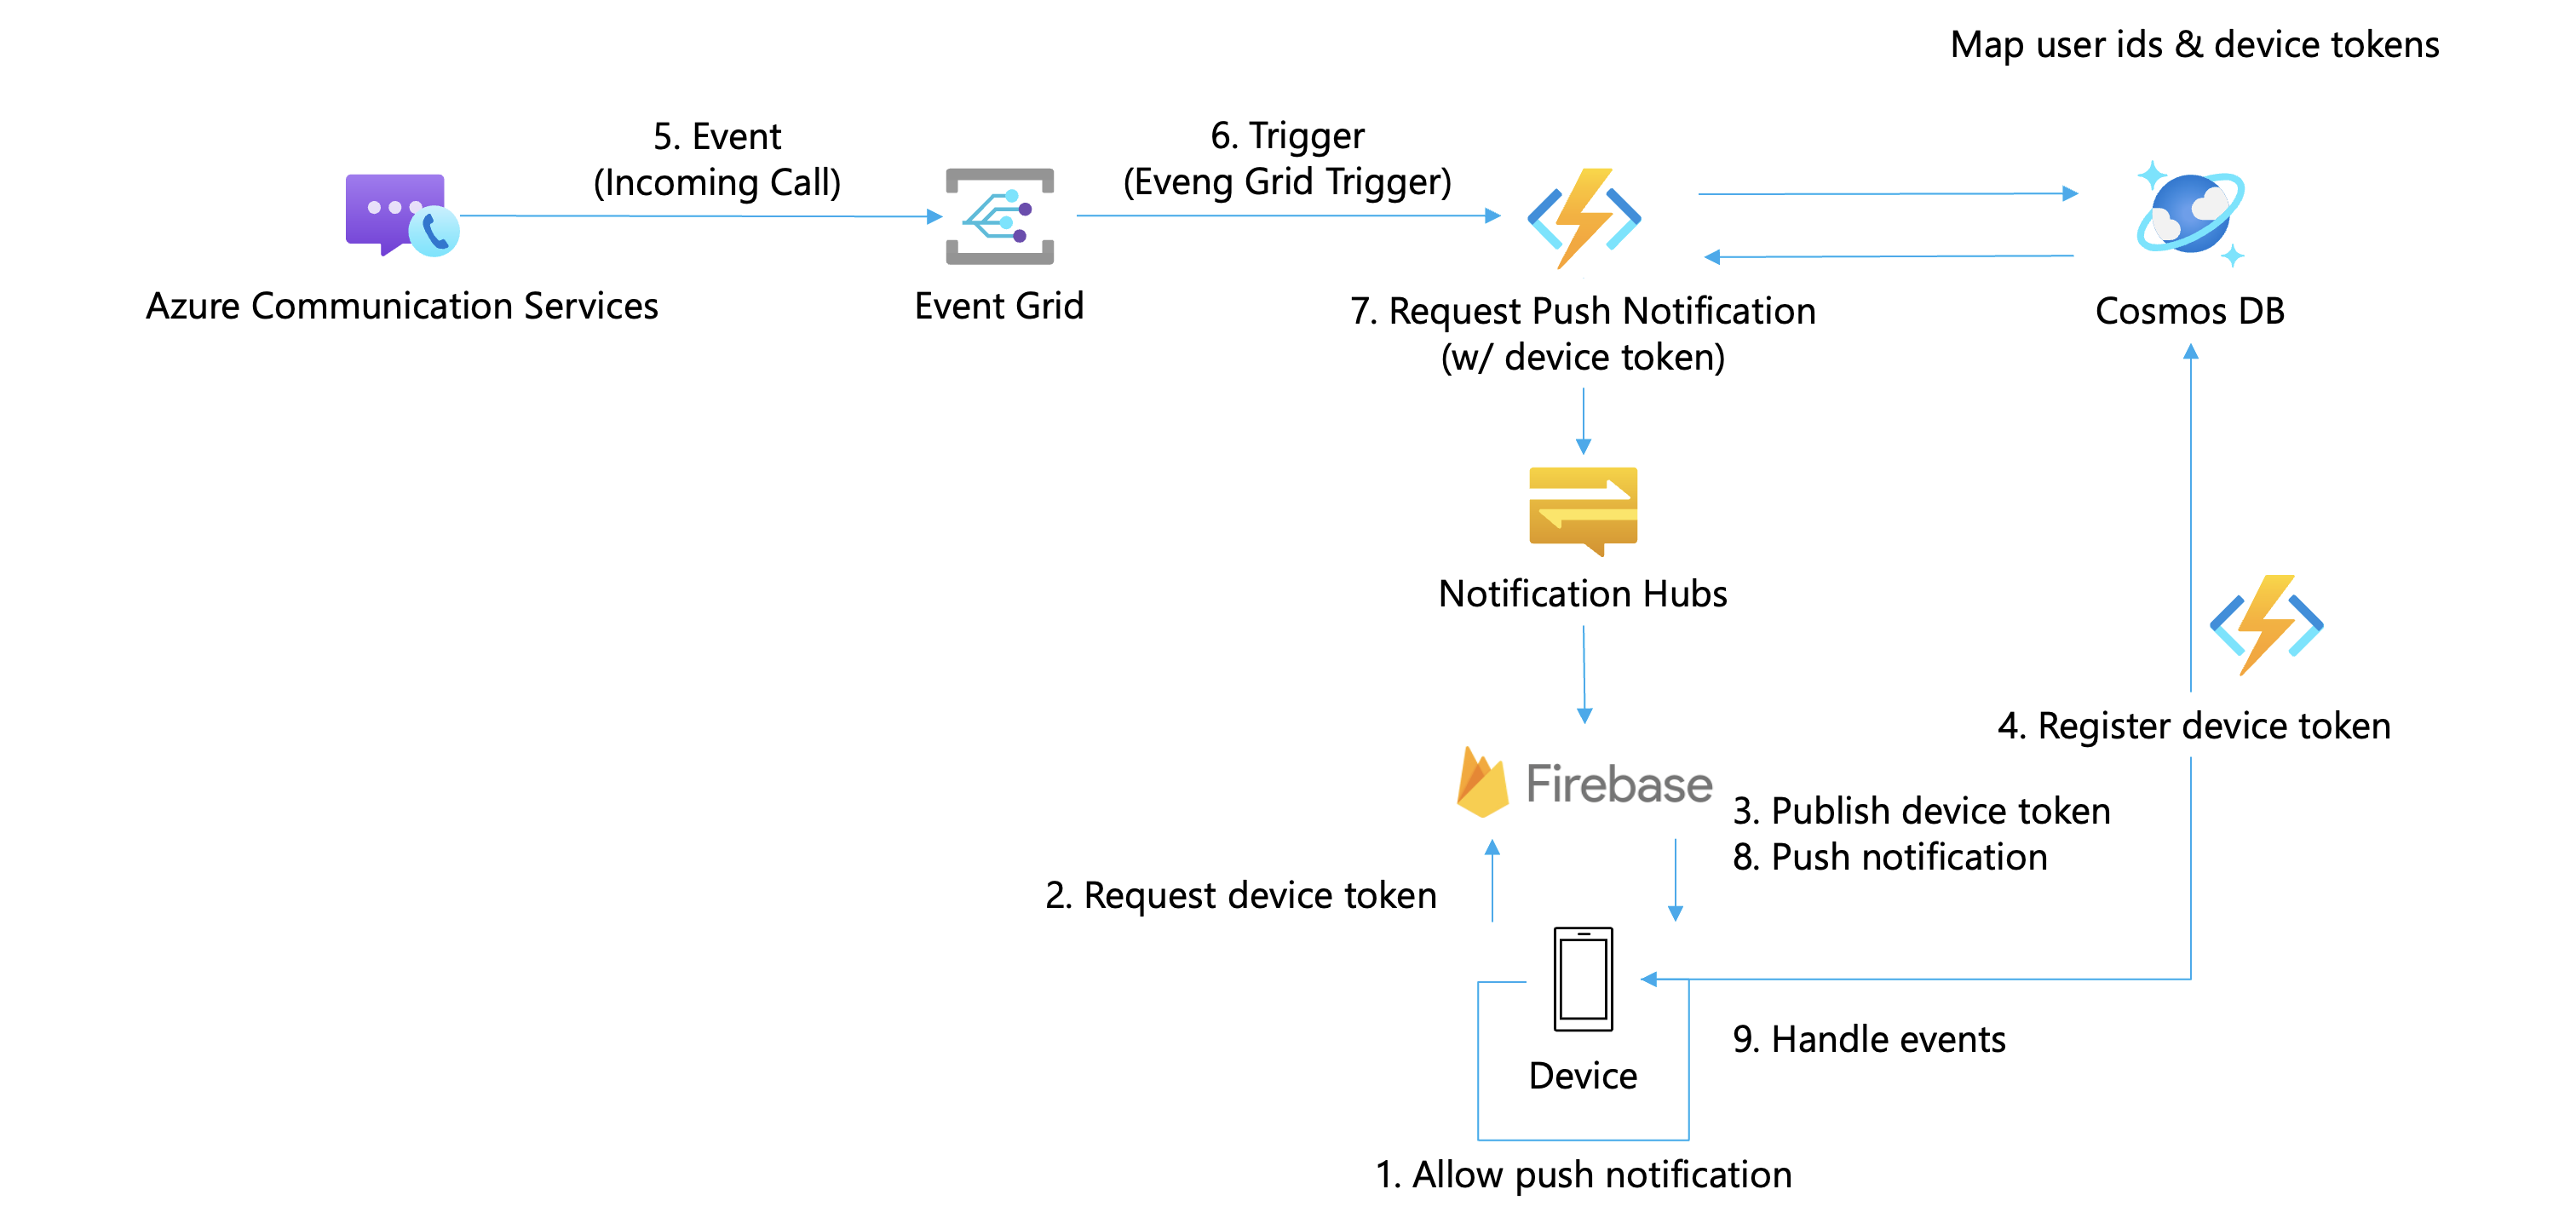 Map user ids & device tokens
5. Event
(Incoming Call)
6. Trigger
(Eveng Grid Trigger)
Azure Communication Services
Event Grid
7. Request Push Notification
(w/ device token)
Cosmos DB
Notification Hubs
4. Register device token
Firebase
3. Publish device token
8. Push notification
2. Request device token
9. Handle events
Device
1. Allow push notification